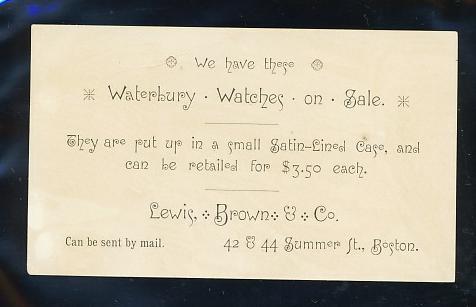 We have these
Waterbury · Watches · on · Sale.
They are put up in a small Satin-Lined Case, and
can be retailed for $3.50 each.
Lewis, Brown & Co.
Can be sent by mail. 42 & 44 Summer St., Boston.